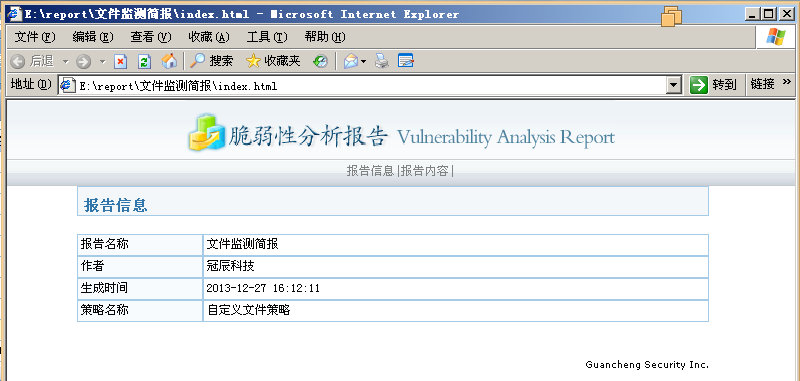 E:\report\文件监测简报\index.html - Microsoft Internet Explorer
文件(F) 编辑(E) 查看(V) 收藏(A) 工具(T) 帮助(H)
后退 搜索 收藏夹
地址(D) E:\report\文件监测简报\index.html 转到 链接 »
脆弱性分析报告 Vulnerability Analysis Report
报告信息 |报告内容 |
报告信息
报告名称 文件监测简报
作者 冠辰科技
生成时间 2013-12-27 16:12:11
策略名称 自定义文件策略
Guancheng Security Inc.